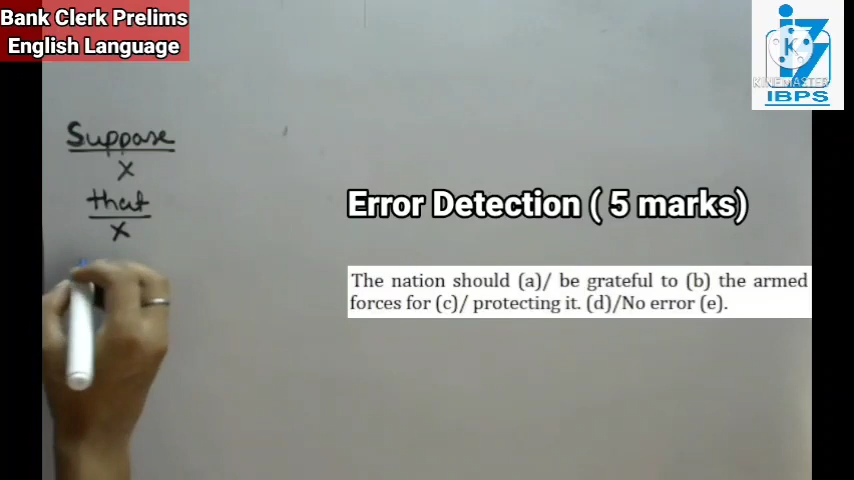 Bank Clerk Prelims
English Language
K
KINEMASTER
IBPS
Suppose
x
that
x
Error Detection ( 5 marks)
The nation should (a)/ be grateful to (b) the armed
forces for (c)/ protecting it. (d)/No error (e).